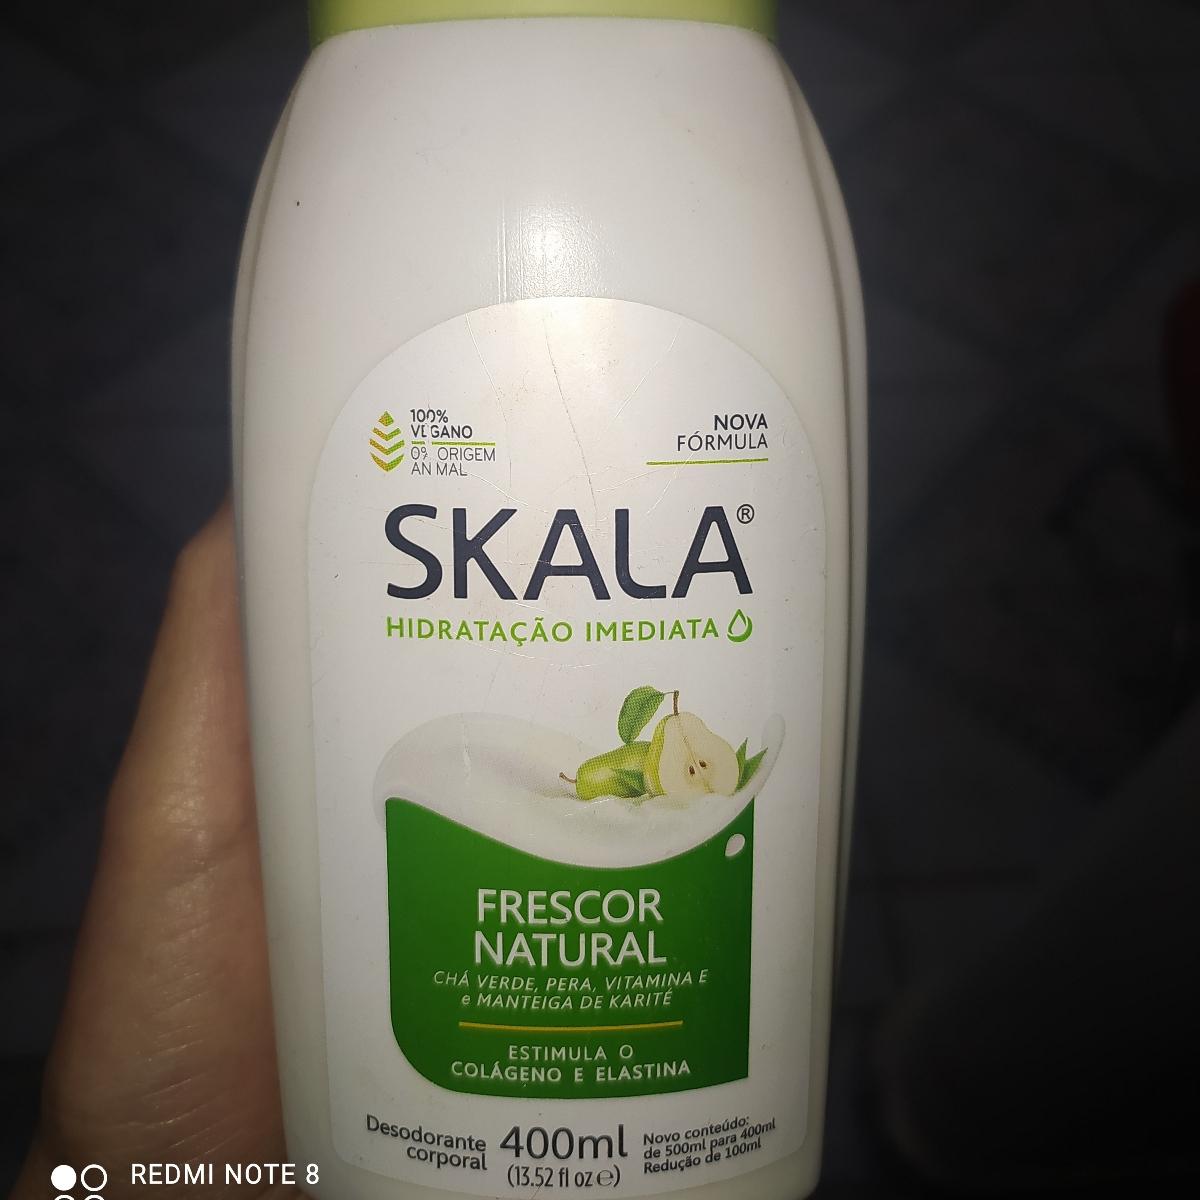 100%
VEGANO
0% ORIGEM
ANIMAL
NOVA
FÓRMULA
SKALA®
HIDRATAÇÃO IMEDIATA
FRESCOR
NATURAL
CHÁ VERDE, PERA, VITAMINA E
e MANTEIGA DE KARITÉ
ESTIMULA O
COLÁGENO E ELASTINA
Desodorante
corporal
400ml
(13.52 fl oz ℮)
Novo conteúdo:
de 500ml para 400ml
Redução de 100ml
REDMI NOTE 8